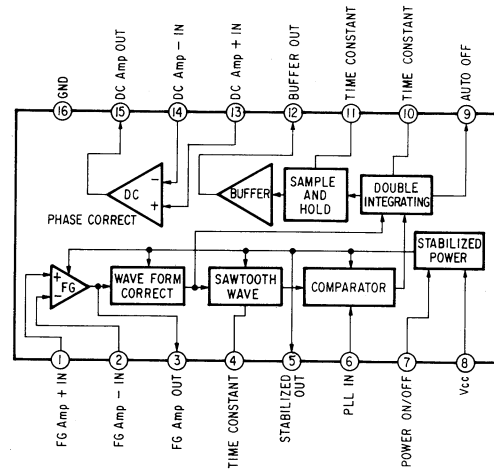 GND
DC Amp OUT
DC Amp - IN
DC Amp + IN
BUFFER OUT
TIME CONSTANT
TIME CONSTANT
AUTO OFF
16
15
14
13
12
11
10
9
DC
-
+
PHASE CORRECT
BUFFER
SAMPLE
AND
HOLD
DOUBLE
INTEGRATING
STABILIZED
POWER
+
-
FG
WAVE FORM
CORRECT
SAWTOOTH
WAVE
COMPARATOR
1
2
3
4
5
6
7
8
FG Amp + IN
FG Amp - IN
FG Amp OUT
TIME CONSTANT
STABILIZED OUT
PLL IN
POWER ON/OFF
Vcc